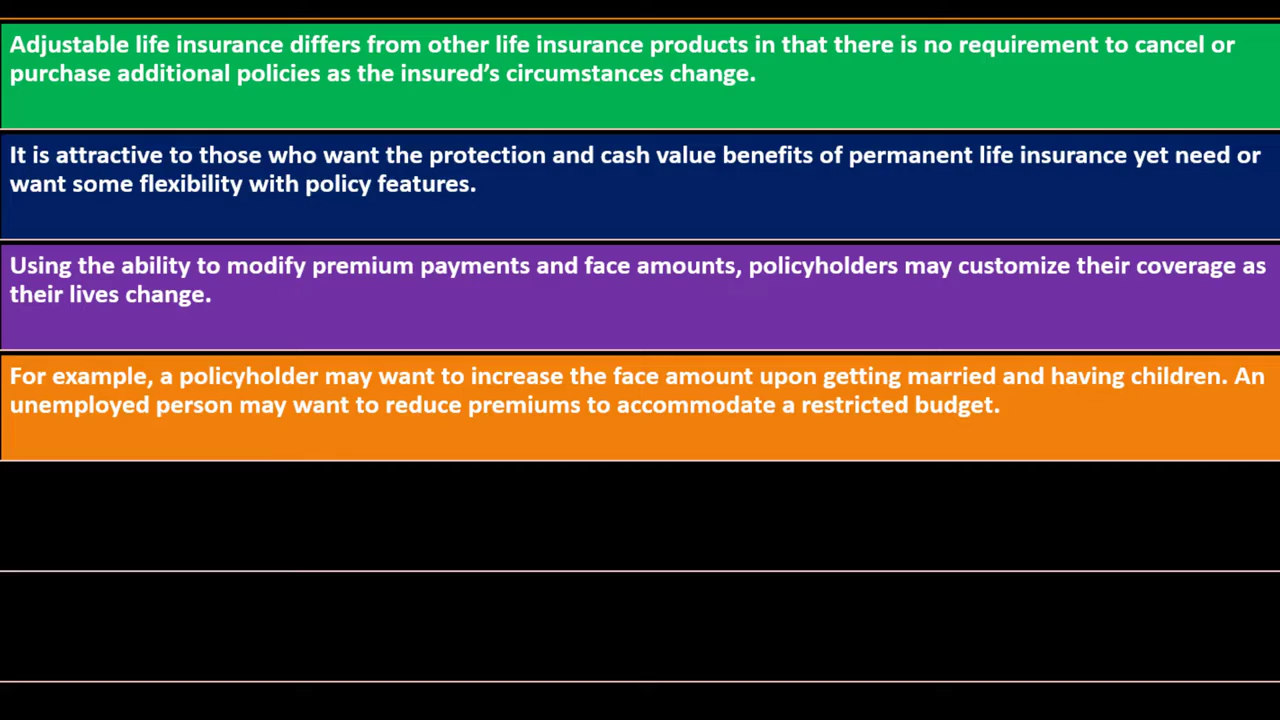 Adjustable life insurance differs from other life insurance products in that there is no requirement to cancel or
purchase additional policies as the insured’s circumstances change.
It is attractive to those who want the protection and cash value benefits of permanent life insurance yet need or
want some flexibility with policy features.
Using the ability to modify premium payments and face amounts, policyholders may customize their coverage as
their lives change.
For example, a policyholder may want to increase the face amount upon getting married and having children. An
unemployed person may want to reduce premiums to accommodate a restricted budget.